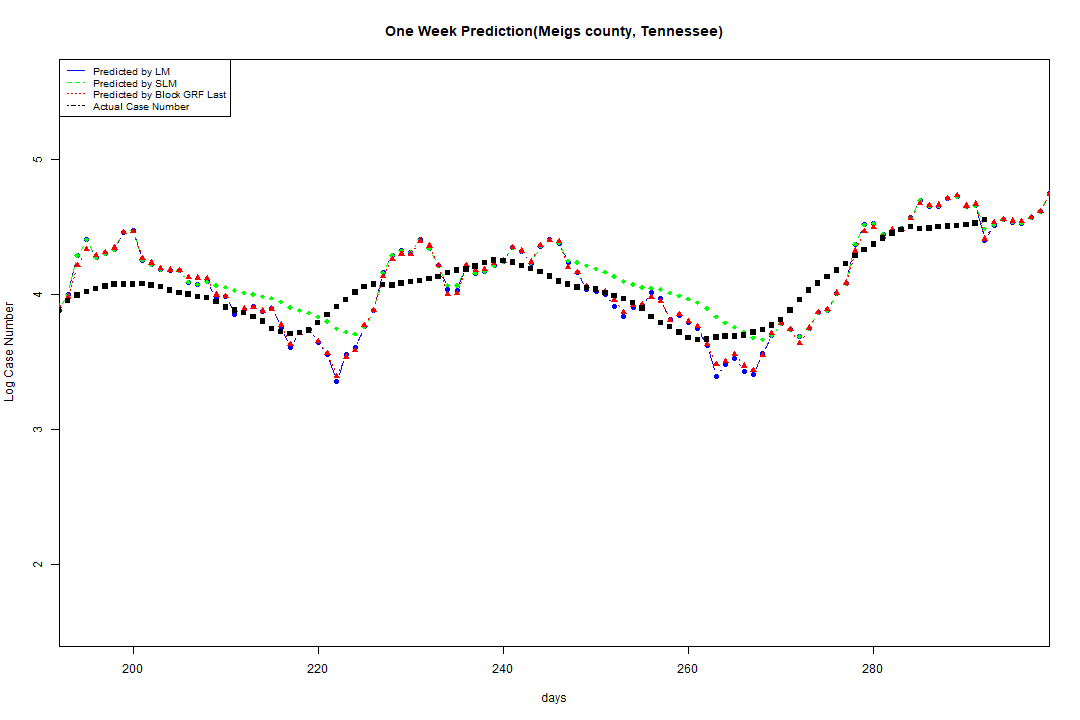 One Week Prediction(Meigs county, Tennessee)
Predicted by LM
Predicted by SLM
Predicted by Block GRF Last
Actual Case Number
5
4
3
2
Log Case Number
200 220 240 260 280
days